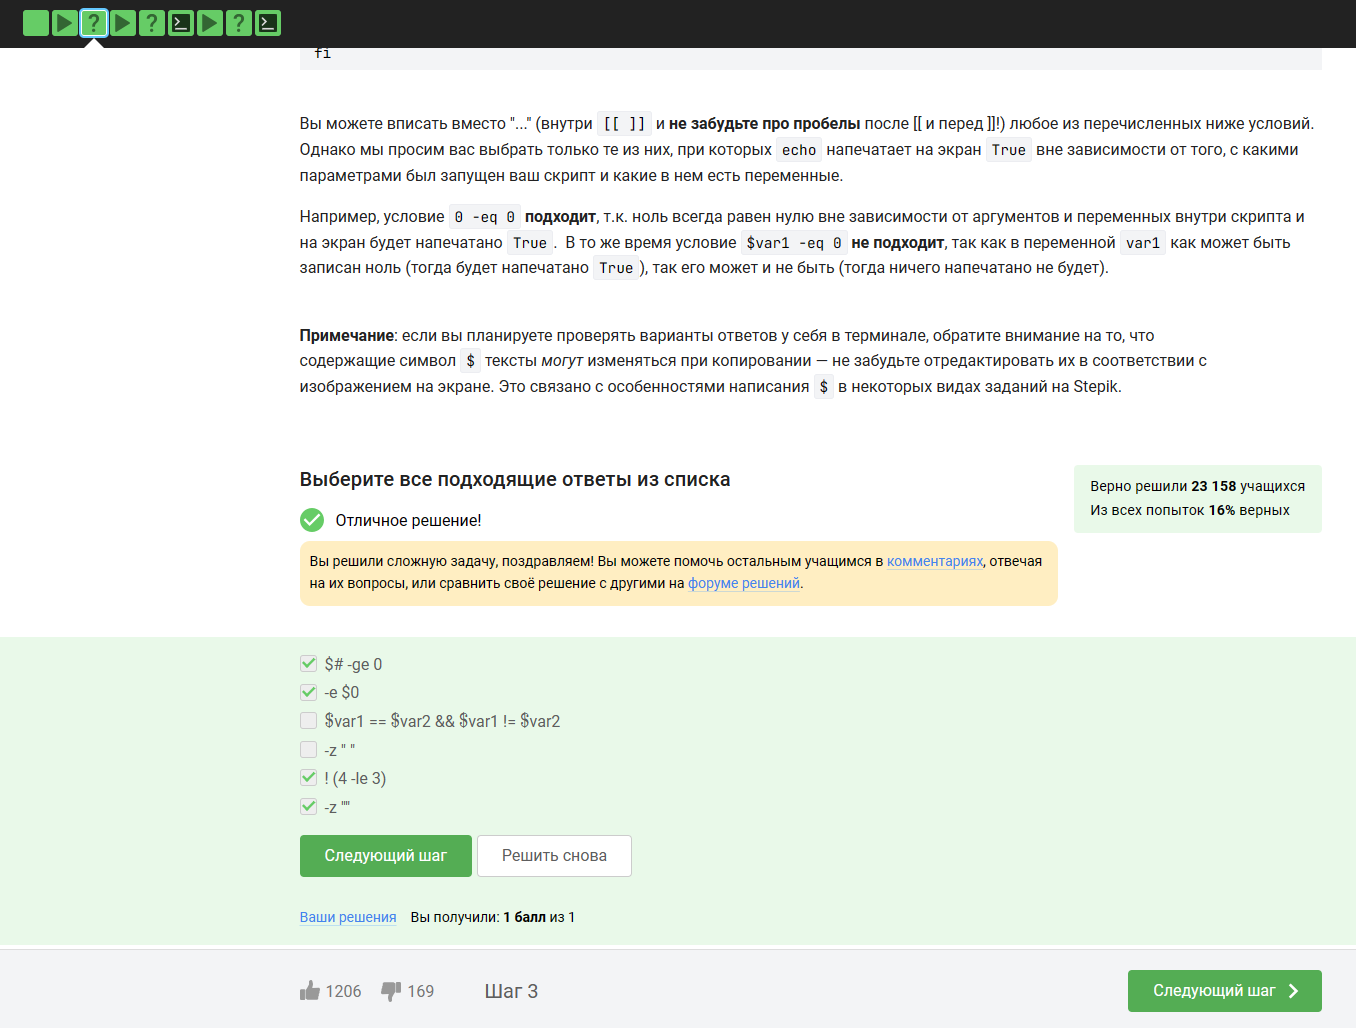 fi
Вы можете вписать вместо "..." (внутри [[ ]] и не забудьте про пробелы после [[ и перед ]]!) любое из перечисленных ниже условий.
Однако мы просим вас выбрать только те из них, при которых echo напечатает на экран True вне зависимости от того, с какими
параметрами был запущен ваш скрипт и какие в нем есть переменные.
Например, условие 0 -eq 0 подходит, т.к. ноль всегда равен нулю вне зависимости от аргументов и переменных внутри скрипта и
на экран будет напечатано True. В то же время условие $var1 -eq 0 не подходит, так как в переменной var1 как может быть
записан ноль (тогда будет напечатано True), так его может и не быть (тогда ничего напечатано не будет).
Примечание: если вы планируете проверять варианты ответов у себя в терминале, обратите внимание на то, что
содержащие символ $ тексты могут изменяться при копировании — не забудьте отредактировать их в соответствии с
изображением на экране. Это связано с особенностями написания $ в некоторых видах заданий на Stepik.
Выберите все подходящие ответы из списка
Верно решили 23 158 учащихся
Из всех попыток 16% верных
Отличное решение!
Вы решили сложную задачу, поздравляем! Вы можете помочь остальным учащимся в комментариях, отвечая
на их вопросы, или сравнить своё решение с другими на форуме решений.
$# -ge 0
-e $0
$var1 == $var2 && $var1 != $var2
-z " "
! (4 -le 3)
-z ""
Следующий шаг
Решить снова
Ваши решения Вы получили: 1 балл из 1
1206 169 Шаг 3
Следующий шаг